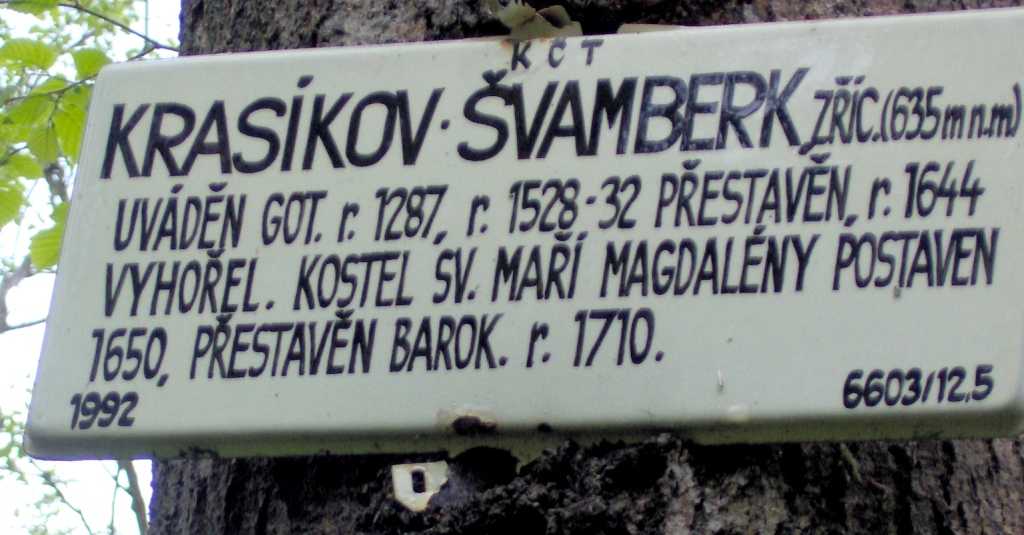 KČT
KRASÍKOV · ŠVAMBERK ZŘÍC. (635 m n.m)
UVÁDĚN GOT. r. 1287, r. 1528-32 PŘESTAVĚN, r. 1644
VYHOŘEL. KOSTEL SV. MAŘÍ MAGDALÉNY POSTAVEN
1650, PŘESTAVĚN BAROK. r. 1710.
1992 6603/12,5